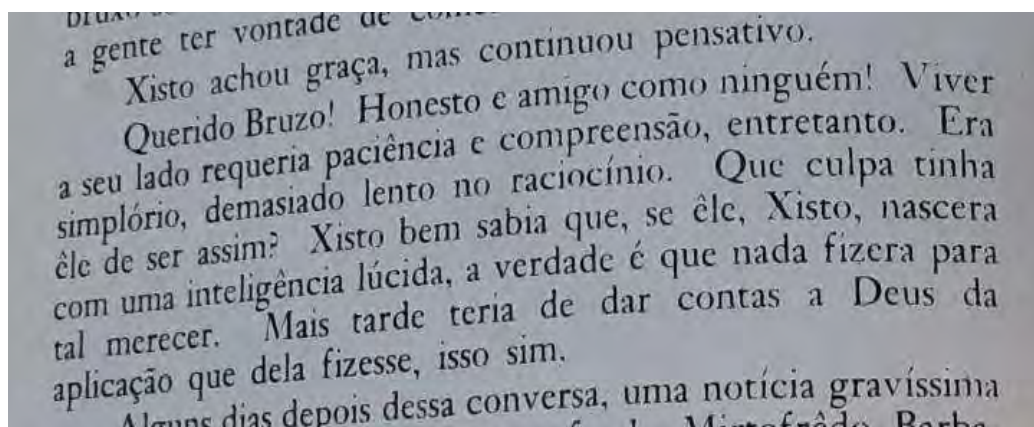 a gente ter vontade de
Xisto achou graça, mas continuou pensativo.
Querido Bruzo! Honesto e amigo como ninguém! Viver
a seu lado requeria paciência e compreensão, entretanto. Era
simplório, demasiado lento no raciocínio. Que culpa tinha
êle de ser assim? Xisto bem sabia que, se êle, Xisto, nascera
com uma inteligência lúcida, a verdade é que nada fizera para
tal merecer. Mais tarde teria de dar contas a Deus da
aplicação que dela fizesse, isso sim.
Alguns dias depois dessa conversa, uma notícia gravíssima